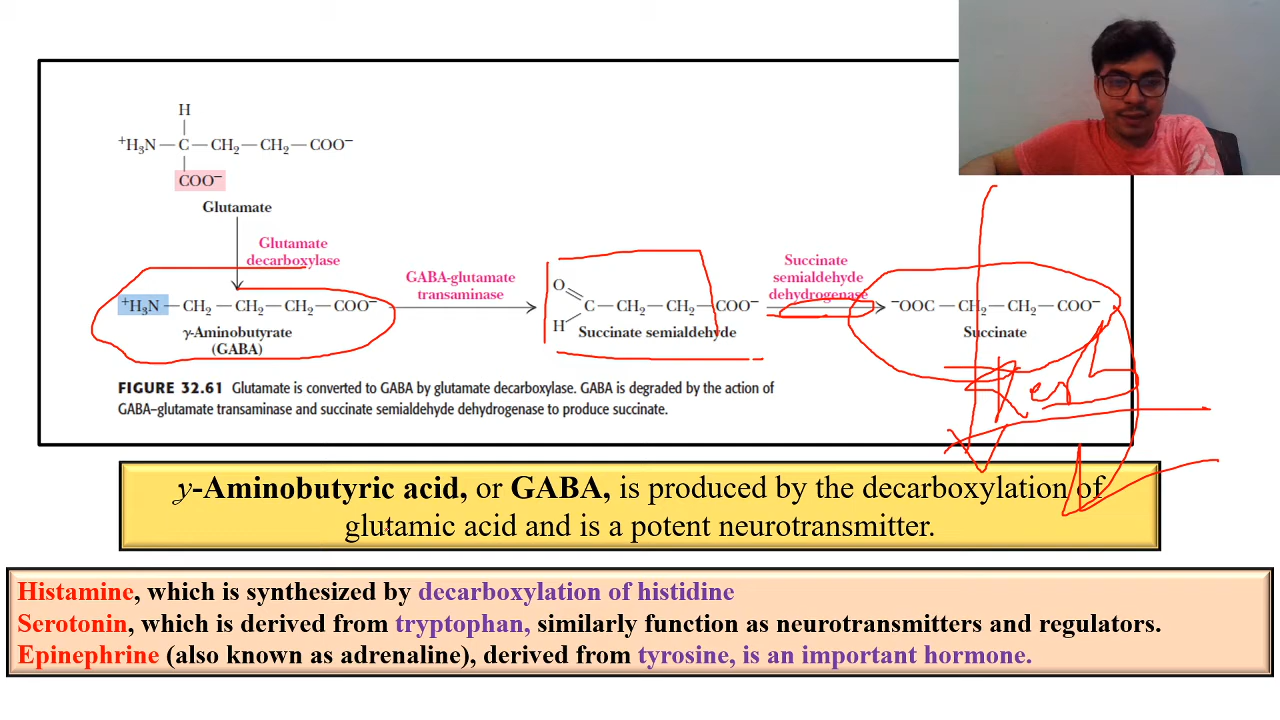 H
⁺H₃N—C—CH₂—CH₂—COO⁻
COO⁻
Glutamate
Glutamate
decarboxylase
⁺H₃N—CH₂—CH₂—CH₂—COO⁻
γ-Aminobutyrate
(GABA)
GABA-glutamate
transaminase
O
C—CH₂—CH₂—COO⁻
H
Succinate semialdehyde
Succinate
semialdehyde
dehydrogenase
⁻OOC—CH₂—CH₂—COO⁻
Succinate
FIGURE 32.61 Glutamate is converted to GABA by glutamate decarboxylase. GABA is degraded by the action of
GABA–glutamate transaminase and succinate semialdehyde dehydrogenase to produce succinate.
y-Aminobutyric acid, or GABA, is produced by the decarboxylation of
glutamic acid and is a potent neurotransmitter.
Histamine, which is synthesized by decarboxylation of histidine
Serotonin, which is derived from tryptophan, similarly function as neurotransmitters and regulators.
Epinephrine (also known as adrenaline), derived from tyrosine, is an important hormone.